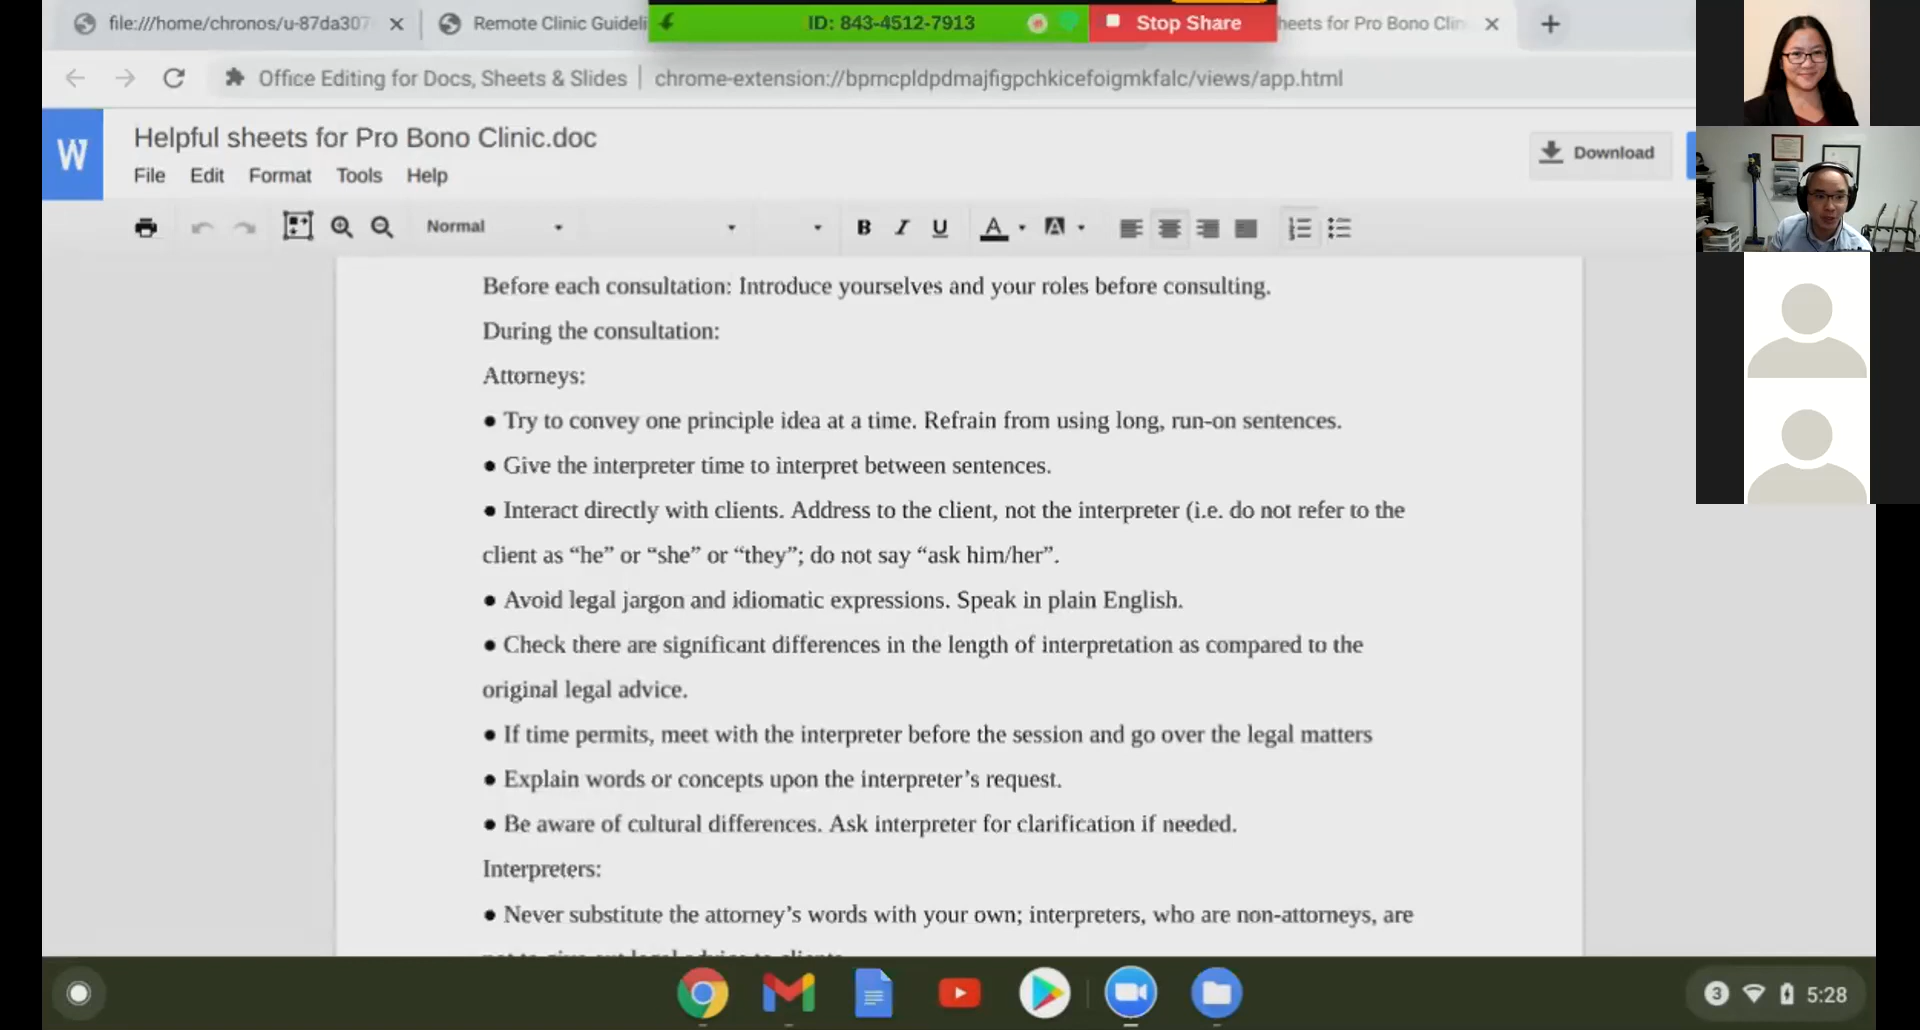 file:///home/chronos/u-87da307
Remote Clinic Guideli
ID: 843-4512-7913
Stop Share
heets for Pro Bono Clin
Office Editing for Docs, Sheets & Slides
chrome-extension://bpmcpldpdmajfigpchkicefoigmkfalc/views/app.html
W
Helpful sheets for Pro Bono Clinic.doc
Download
File Edit Format Tools Help
Normal B I U A A
Before each consultation: Introduce yourselves and your roles before consulting.
During the consultation:
Attorneys:
● Try to convey one principle idea at a time. Refrain from using long, run-on sentences.
● Give the interpreter time to interpret between sentences.
● Interact directly with clients. Address to the client, not the interpreter (i.e. do not refer to the
client as “he” or “she” or “they”; do not say “ask him/her”.
● Avoid legal jargon and idiomatic expressions. Speak in plain English.
● Check there are significant differences in the length of interpretation as compared to the
original legal advice.
● If time permits, meet with the interpreter before the session and go over the legal matters
● Explain words or concepts upon the interpreter’s request.
● Be aware of cultural differences. Ask interpreter for clarification if needed.
Interpreters:
● Never substitute the attorney’s words with your own; interpreters, who are non-attorneys, are
3 5:28